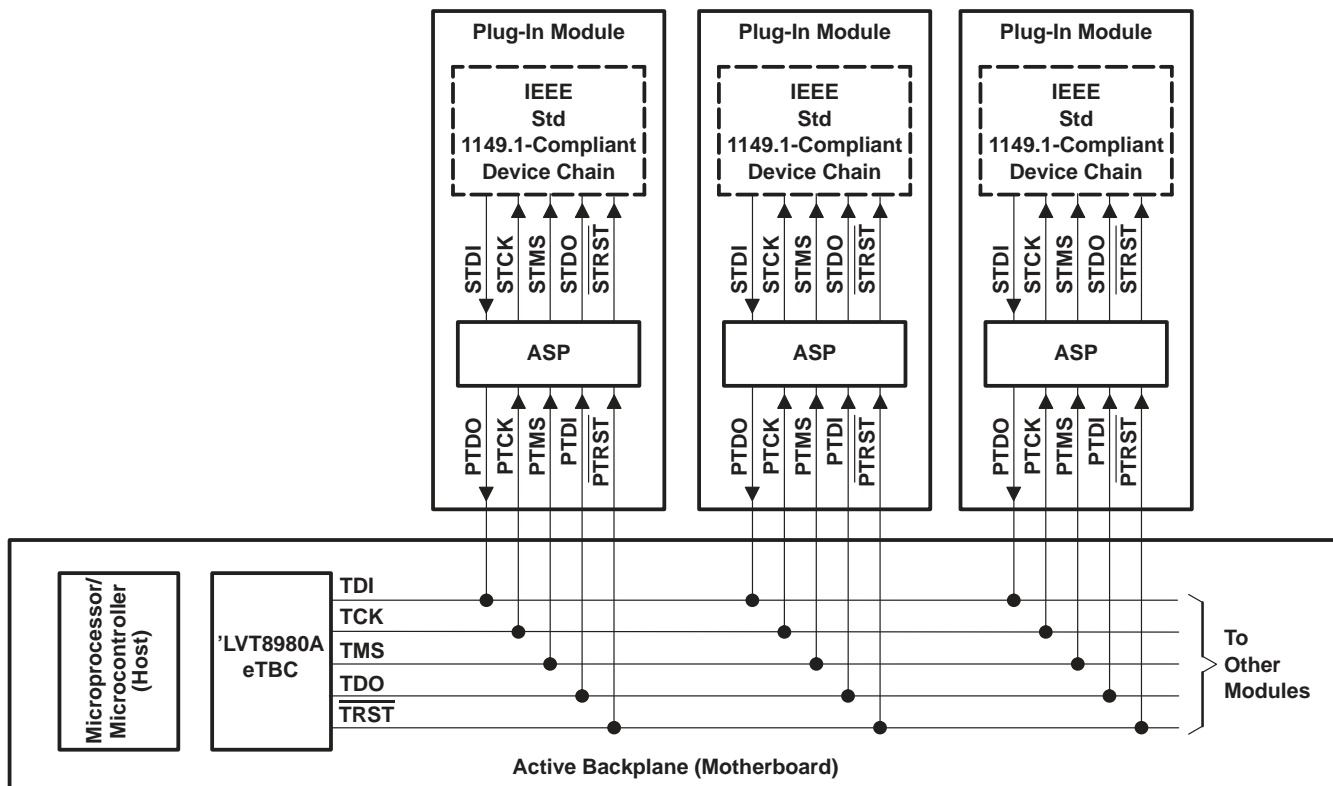 Plug-In Module
IEEE
Std
1149.1-Compliant
Device Chain
STDI
STCK
STMS
STDO
STRST
ASP
PTDO
PTCK
PTMS
PTDI
PTRST
Plug-In Module
IEEE
Std
1149.1-Compliant
Device Chain
STDI
STCK
STMS
STDO
STRST
ASP
PTDO
PTCK
PTMS
PTDI
PTRST
Plug-In Module
IEEE
Std
1149.1-Compliant
Device Chain
STDI
STCK
STMS
STDO
STRST
ASP
PTDO
PTCK
PTMS
PTDI
PTRST
Microprocessor/
Microcontroller
(Host)
’LVT8980A
eTBC
TDI
TCK
TMS
TDO
TRST
To
Other
Modules
Active Backplane (Motherboard)